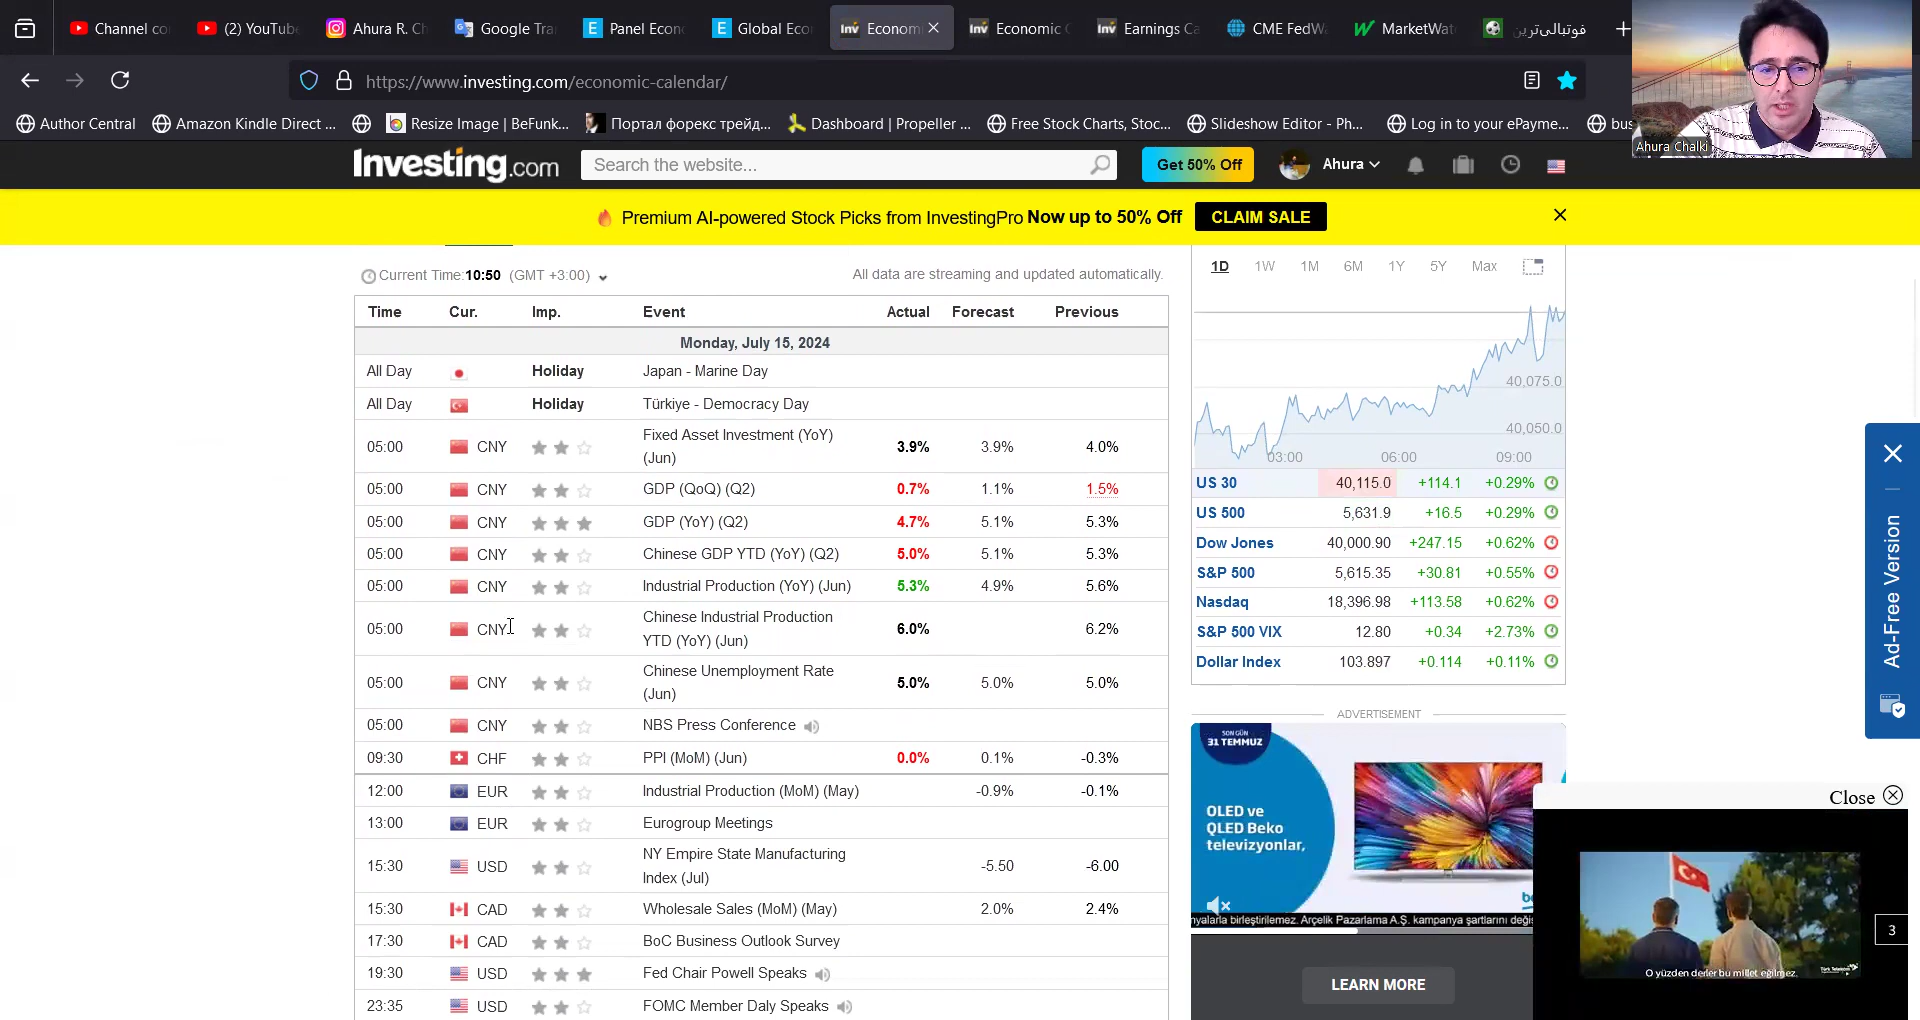 Channel co
(2) YouTube
Ahura R. Ch
Google Tra
Panel Econ
Global Eco
Econom
Economic C
Earnings Ca
CME FedW
MarketWat
فوتبالی‌ترین
https://www.investing.com/economic-calendar/
Author Central
Amazon Kindle Direct ...
Resize Image | BeFunk...
Портал форекс трейд...
Dashboard | Propeller ...
Free Stock Charts, Stoc...
Slideshow Editor - Ph...
Log in to your ePayme...
bus
Ahura Chalki
Investing.com
Search the website...
Get 50% Off
Ahura
Premium AI-powered Stock Picks from InvestingPro Now up to 50% Off
CLAIM SALE
Current Time:10:50 (GMT +3:00)
All data are streaming and updated automatically.
Time Cur. Imp. Event Actual Forecast Previous
Monday, July 15, 2024
All Day Holiday Japan - Marine Day
All Day Holiday Türkiye - Democracy Day
05:00 CNY Fixed Asset Investment (YoY) (Jun) 3.9% 3.9% 4.0%
05:00 CNY GDP (QoQ) (Q2) 0.7% 1.1% 1.5%
05:00 CNY GDP (YoY) (Q2) 4.7% 5.1% 5.3%
05:00 CNY Chinese GDP YTD (YoY) (Q2) 5.0% 5.1% 5.3%
05:00 CNY Industrial Production (YoY) (Jun) 5.3% 4.9% 5.6%
05:00 CNY Chinese Industrial Production YTD (YoY) (Jun) 6.0% 6.2%
05:00 CNY Chinese Unemployment Rate (Jun) 5.0% 5.0% 5.0%
05:00 CNY NBS Press Conference
09:30 CHF PPI (MoM) (Jun) 0.0% 0.1% -0.3%
12:00 EUR Industrial Production (MoM) (May) -0.9% -0.1%
13:00 EUR Eurogroup Meetings
15:30 USD NY Empire State Manufacturing Index (Jul) -5.50 -6.00
15:30 CAD Wholesale Sales (MoM) (May) 2.0% 2.4%
17:30 CAD BoC Business Outlook Survey
19:30 USD Fed Chair Powell Speaks
23:35 USD FOMC Member Daly Speaks
1D 1W 1M 6M 1Y 5Y Max
40,075.0
40,050.0
03:00 06:00 09:00
US 30 40,115.0 +114.1 +0.29%
US 500 5,631.9 +16.5 +0.29%
Dow Jones 40,000.90 +247.15 +0.62%
S&P 500 5,615.35 +30.81 +0.55%
Nasdaq 18,396.98 +113.58 +0.62%
S&P 500 VIX 12.80 +0.34 +2.73%
Dollar Index 103.897 +0.114 +0.11%
ADVERTISEMENT
SON GÜN
31 TEMMUZ
OLED ve
QLED Beko
televizyonlar,
nyalarla birleştirilemez. Arçelik Pazarlama A.Ş. kampanya şartlarını deği
LEARN MORE
Ad-Free Version
Close
O yüzden derler bu millet eğilmez.
Türk Telekom
3